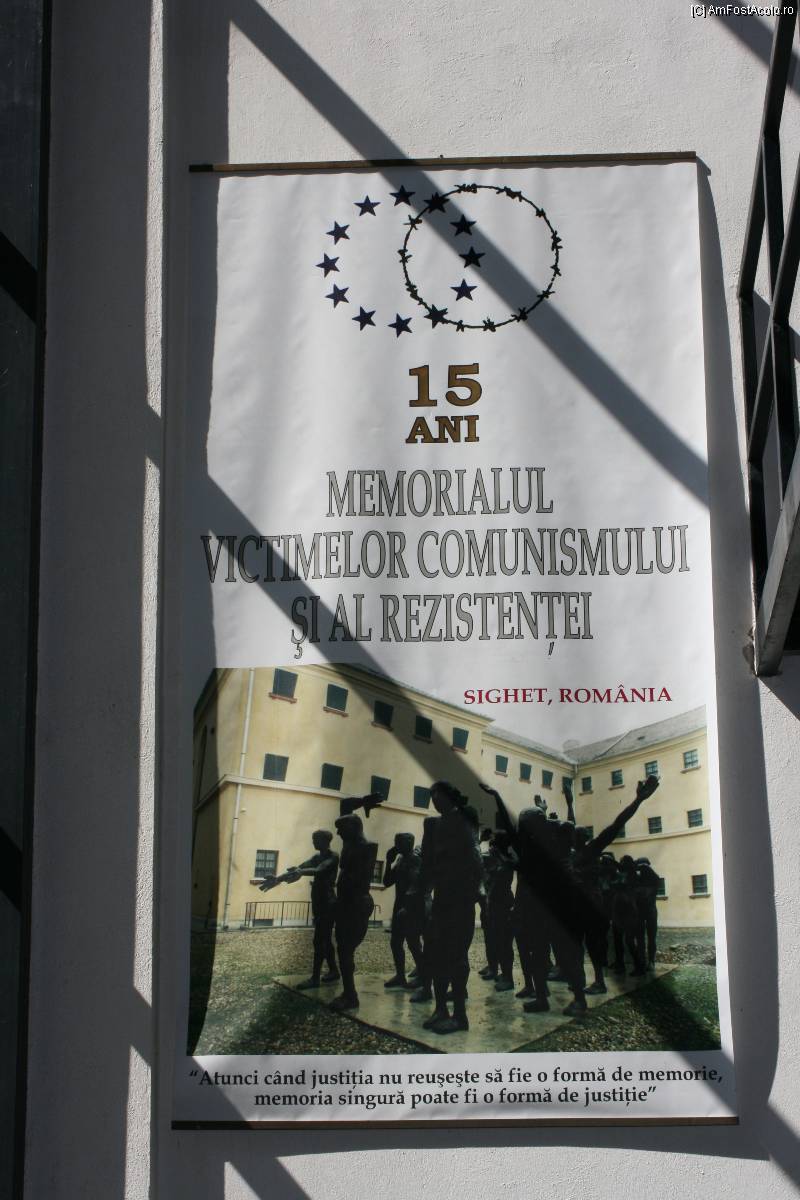 [c] AmFostAcolo.ro
15
ANI
MEMORIALUL
VICTIMELOR COMUNISMULUI
ŞI AL REZISTENŢEI
SIGHET, ROMÂNIA
“Atunci când justiţia nu reuşeşte să fie o formă de memorie,
memoria singură poate fi o formă de justiţie”